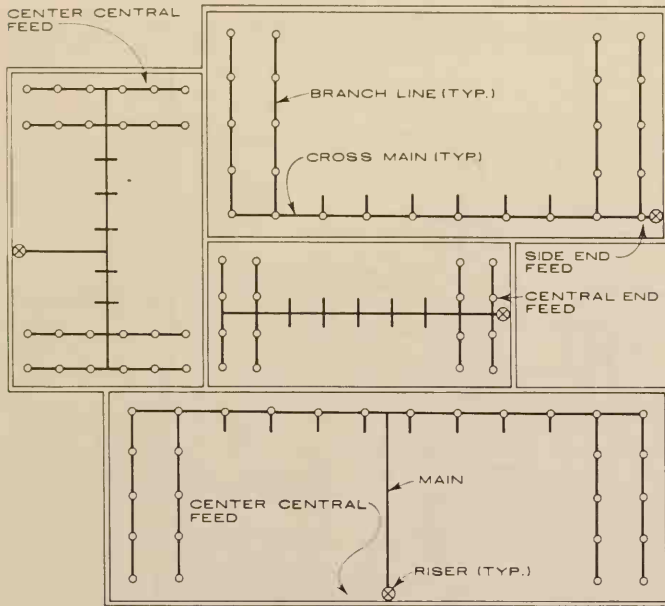 CENTER CENTRAL
FEED
BRANCH LINE (TYP.)
CROSS MAIN (TYP.)
SIDE END
FEED
CENTRAL END
FEED
MAIN
CENTER CENTRAL
FEED
RISER (TYP.)